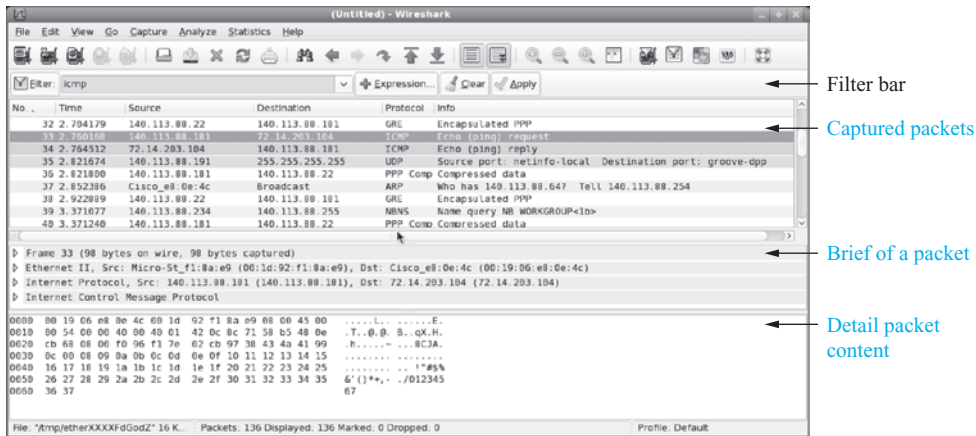 (Untitled) - Wireshark
File Edit View Go Capture Analyze Statistics Help
Filter: icmp Expression... Clear Apply
Filter bar
No. . Time Source Destination Protocol Info
32 2.704179 140.113.88.22 140.113.88.181 GRE Encapsulated PPP
33 2.760168 140.113.88.181 72.14.203.104 ICMP Echo (ping) request
Captured packets
34 2.764512 72.14.203.104 140.113.88.181 ICMP Echo (ping) reply
35 2.821674 140.113.88.191 255.255.255.255 UDP Source port: netinfo-local Destination port: groove-dpp
36 2.821800 140.113.88.181 140.113.88.22 PPP Comp Compressed data
37 2.852386 Cisco_e8:0e:4c Broadcast ARP Who has 140.113.88.64? Tell 140.113.88.254
38 2.922089 140.113.88.22 140.113.88.181 GRE Encapsulated PPP
39 3.371077 140.113.88.234 140.113.88.255 NBNS Name query NB WORKGROUP<1b>
40 3.371240 140.113.88.181 140.113.88.22 PPP Comp Compressed data
Frame 33 (98 bytes on wire, 98 bytes captured)
Brief of a packet
Ethernet II, Src: Micro-St_f1:8a:e9 (00:1d:92:f1:8a:e9), Dst: Cisco_e8:0e:4c (00:19:06:e8:0e:4c)
Internet Protocol, Src: 140.113.88.181 (140.113.88.181), Dst: 72.14.203.104 (72.14.203.104)
Internet Control Message Protocol
0000 00 19 06 e8 0e 4c 00 1d 92 f1 8a e9 08 00 45 00 .....L.. ......E.
Detail packet
content
0010 00 54 00 00 40 00 40 01 42 0c 8c 71 58 b5 48 0e .T..@.@. B..qX.H.
0020 cb 68 08 00 f0 96 f1 7e 02 cb 97 38 43 4a 41 99 .h.....~ ...8CJA.
0030 0c 00 08 09 0a 0b 0c 0d 0e 0f 10 11 12 13 14 15 ........ ........
0040 16 17 18 19 1a 1b 1c 1d 1e 1f 20 21 22 23 24 25 ........ .. !"#$%
0050 26 27 28 29 2a 2b 2c 2d 2e 2f 30 31 32 33 34 35 &'()*+,- ./012345
0060 36 37 67
File: "/tmp/etherXXXXFdGodZ" 16 K... Packets: 136 Displayed: 136 Marked: 0 Dropped: 0 Profile: Default